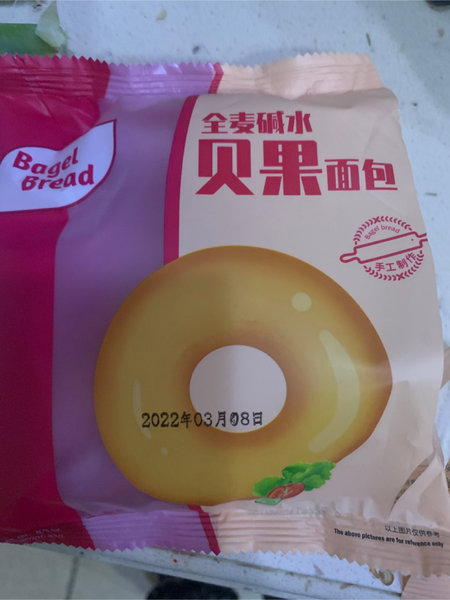 Bagel
Bread
全麦碱水
贝果面包
Bagel bread
手工制作
2022年03月08日
以上图片仅供参考
The above pictures are for reference only